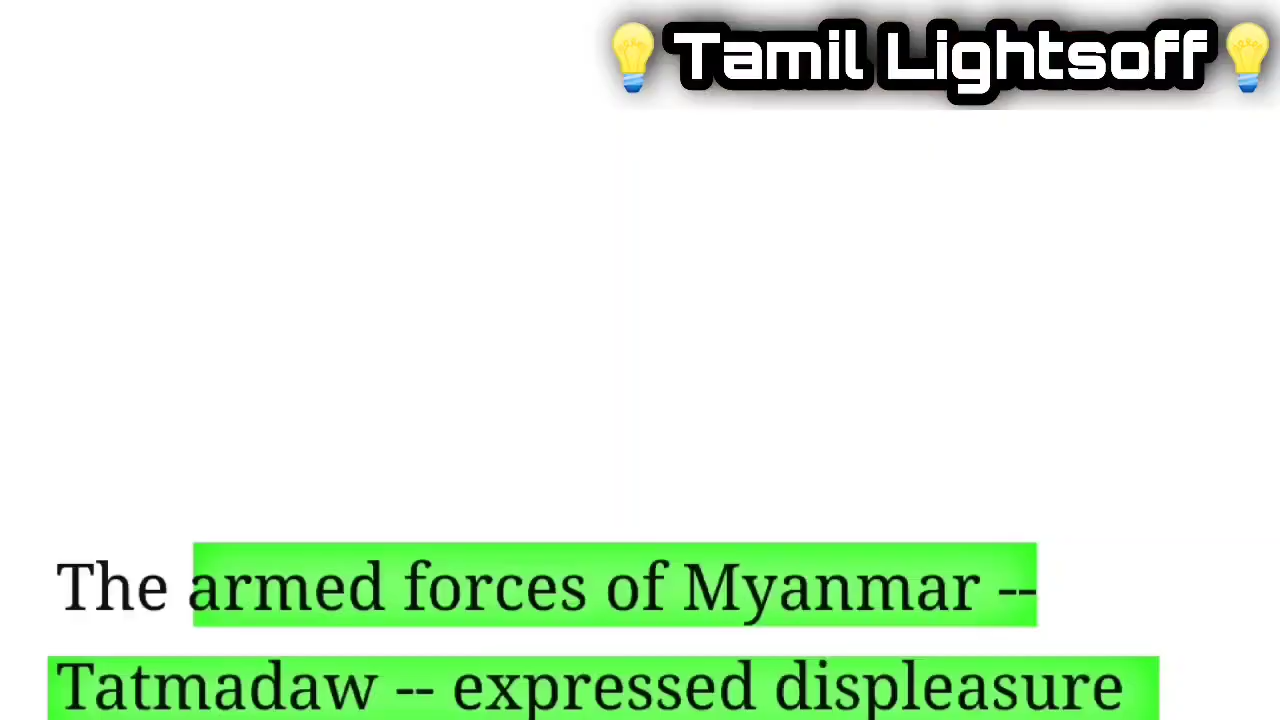 Tamil Lightsoff
The armed forces of Myanmar --
Tatmadaw -- expressed displeasure